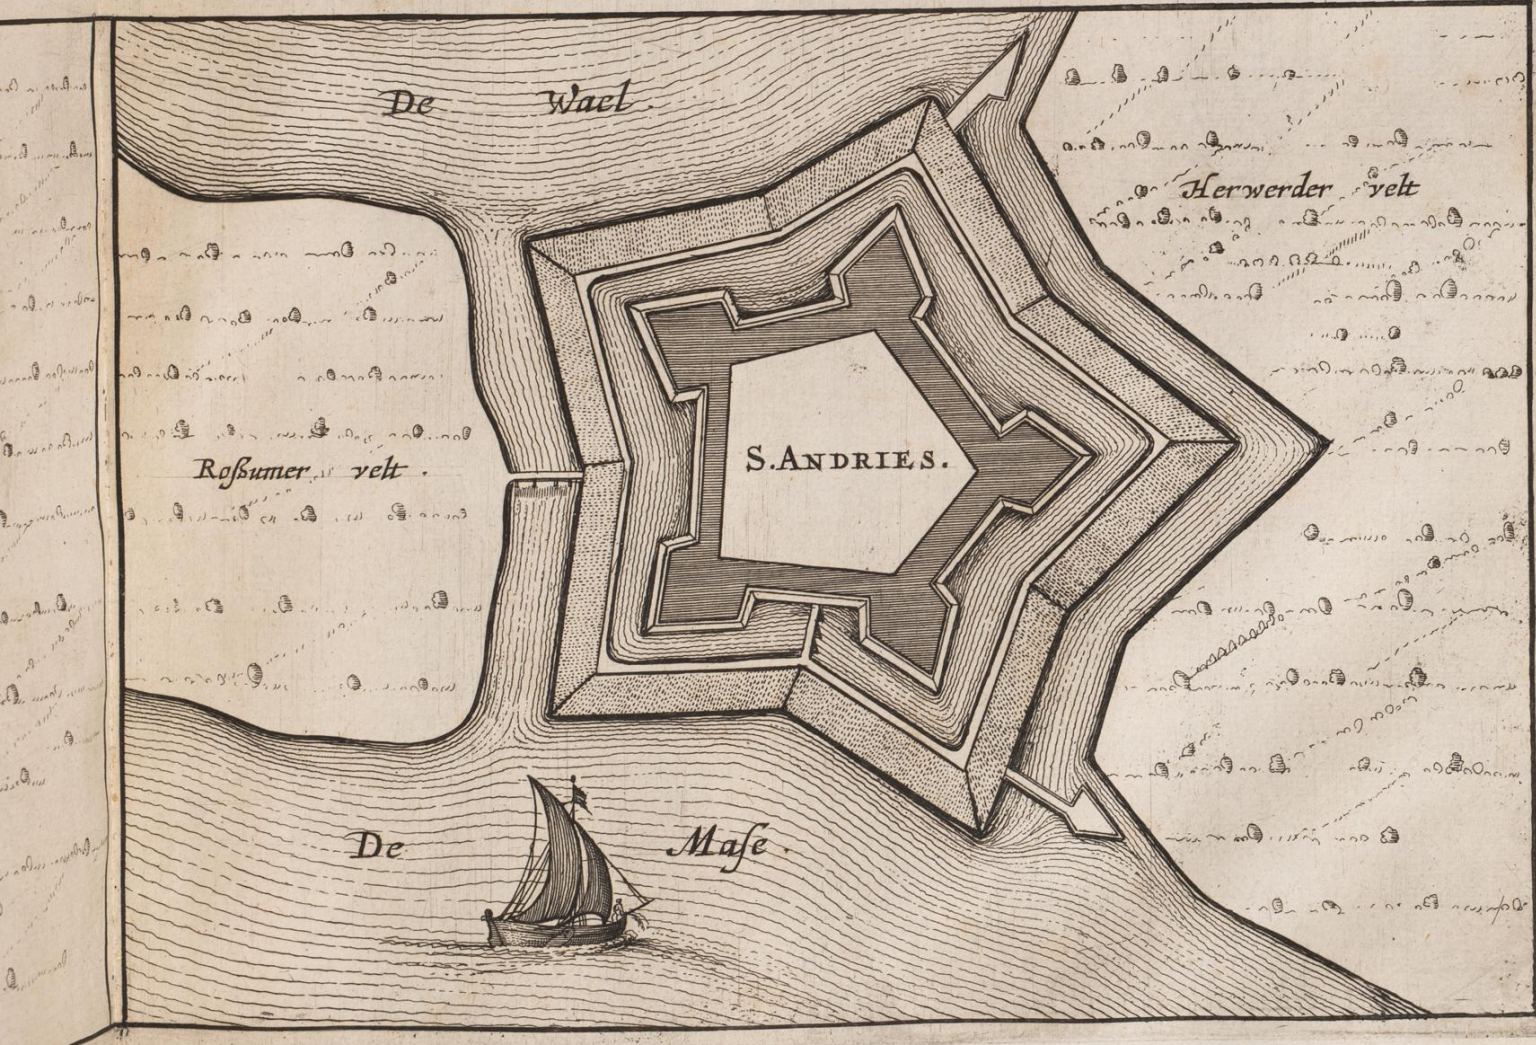 De Wael.
Herwerder velt
Roſsumer velt.
S. ANDRIES.
De Maſe.